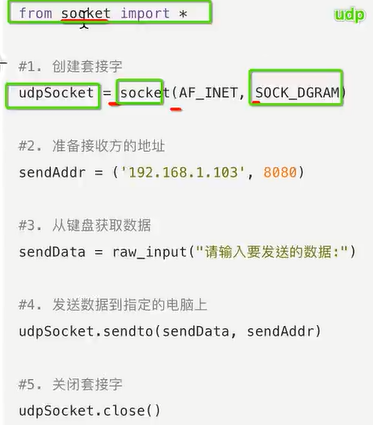 from socket import *
udp
#1. 创建套接字
udpSocket = socket(AF_INET, SOCK_DGRAM)
#2. 准备接收方的地址
sendAddr = ('192.168.1.103', 8080)
#3. 从键盘获取数据
sendData = raw_input("请输入要发送的数据:")
#4. 发送数据到指定的电脑上
udpSocket.sendto(sendData, sendAddr)
#5. 关闭套接字
udpSocket.close()